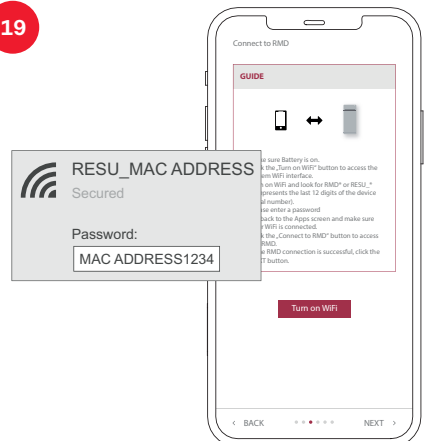 19
Connect to RMD
GUIDE
sure Battery is on.
the „Turn on WiFi" button to access the
WiFi interface.
on WiFi and look for RMD* or RESU_*
the last 12 digits of the device
number).
enter a password
back to the Apps screen and make sure
WiFi is connected.
the „Connect to RMD" button to access
RMD.
RMD connection is successful, click the
button.
RESU_MAC ADDRESS
Secured
Password:
MAC ADDRESS1234
Turn on WiFi
‹ BACK
NEXT ›